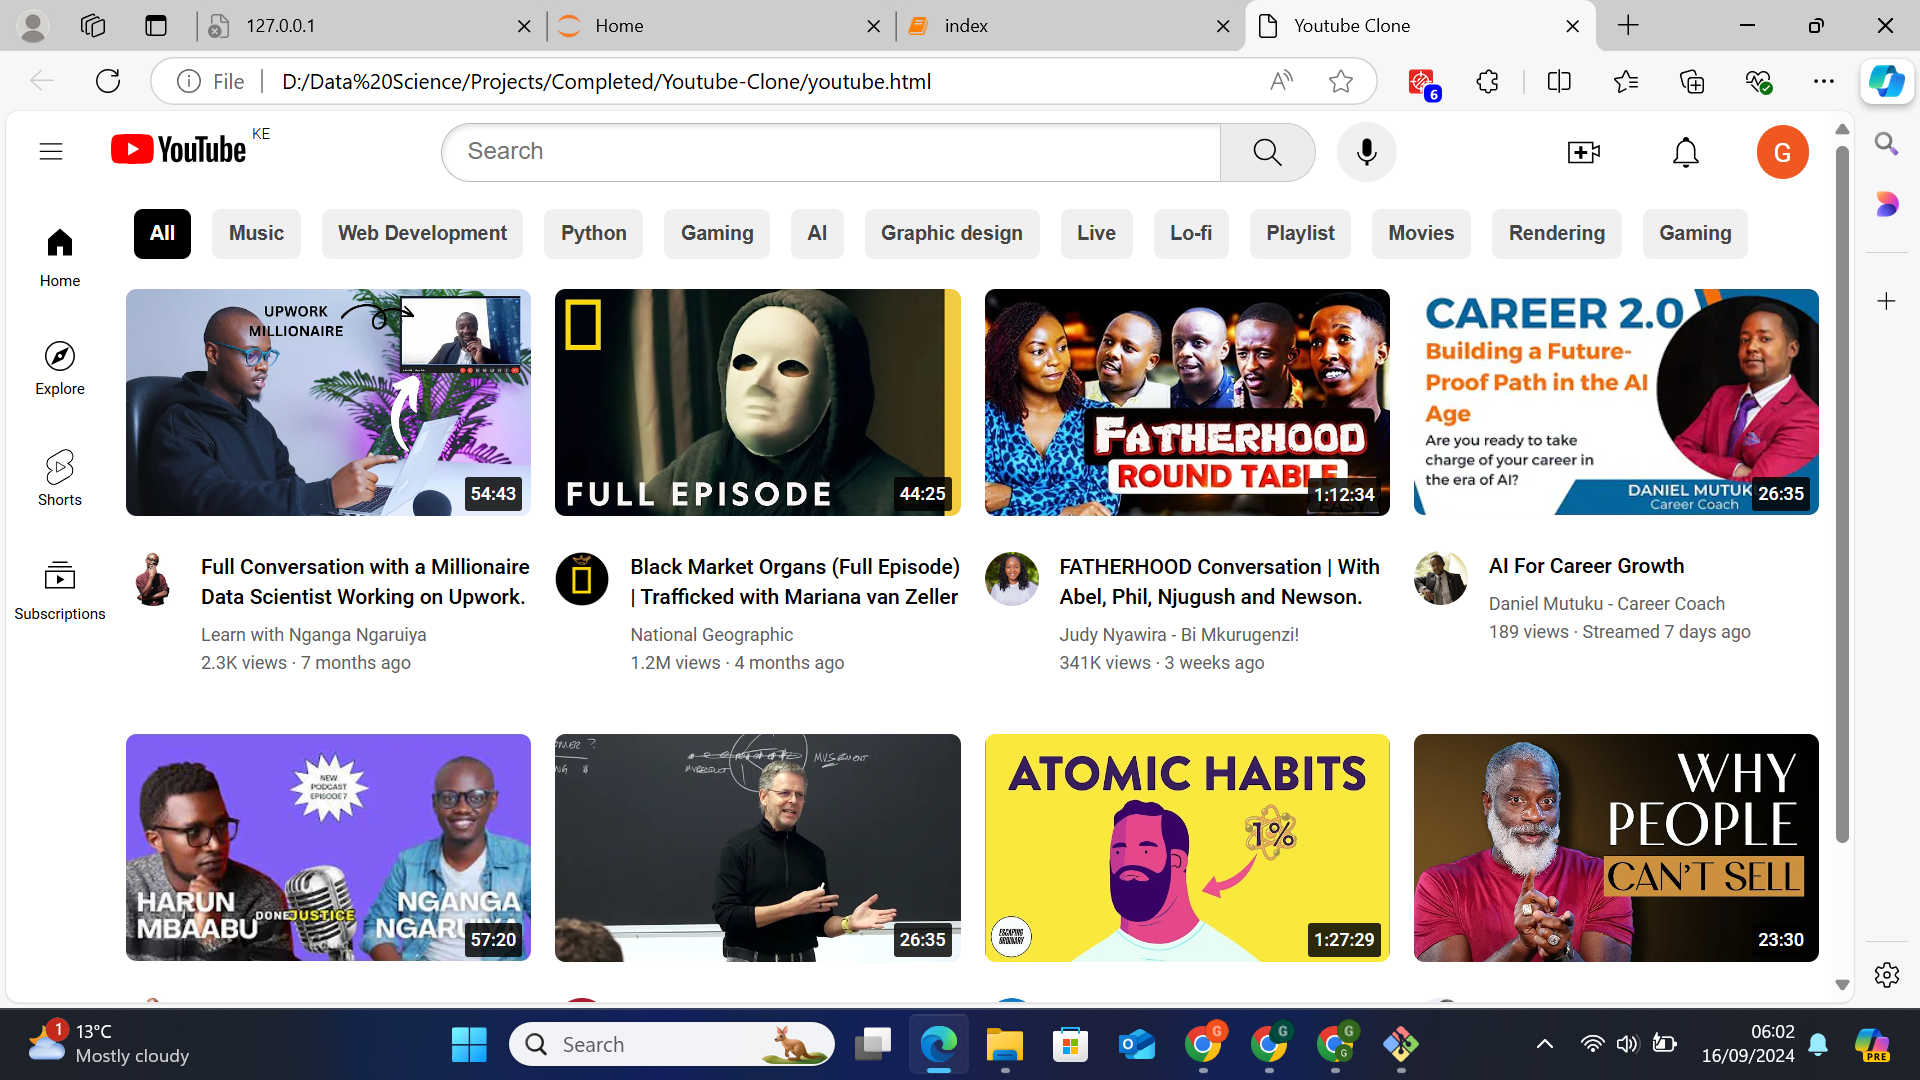 127.0.0.1
Home
index
Youtube Clone
File
D:/Data%20Science/Projects/Completed/Youtube-Clone/youtube.html
6
YouTube KE
Search
G
All
Music
Web Development
Python
Gaming
AI
Graphic design
Live
Lo-fi
Playlist
Movies
Rendering
Gaming
Home
Explore
Shorts
Subscriptions
UPWORK
MILLIONAIRE
54:43
FULL EPISODE
44:25
FATHERHOOD
ROUND TABLE
1:12:34
CAREER 2.0
Building a Future-
Proof Path in the AI
Age
Are you ready to take
charge of your career in
the era of AI?
DANIEL MUTUK
Career Coach
26:35
Full Conversation with a Millionaire
Data Scientist Working on Upwork.
Learn with Nganga Ngaruiya
2.3K views · 7 months ago
Black Market Organs (Full Episode)
| Trafficked with Mariana van Zeller
National Geographic
1.2M views · 4 months ago
FATHERHOOD Conversation | With
Abel, Phil, Njugush and Newson.
Judy Nyawira - Bi Mkurugenzi!
341K views · 3 weeks ago
AI For Career Growth
Daniel Mutuku - Career Coach
189 views · Streamed 7 days ago
NEW
PODCAST
EPISODE 7
HARUN
MBAABU
DONEJUSTICE
NGANGA
NGARUIYA
57:20
26:35
ATOMIC HABITS
1%
ESCAPING
ORDINARY
1:27:29
WHY
PEOPLE
CAN'T SELL
23:30
1
13°C
Mostly cloudy
Search
G
G
G
G
06:02
16/09/2024
PRE